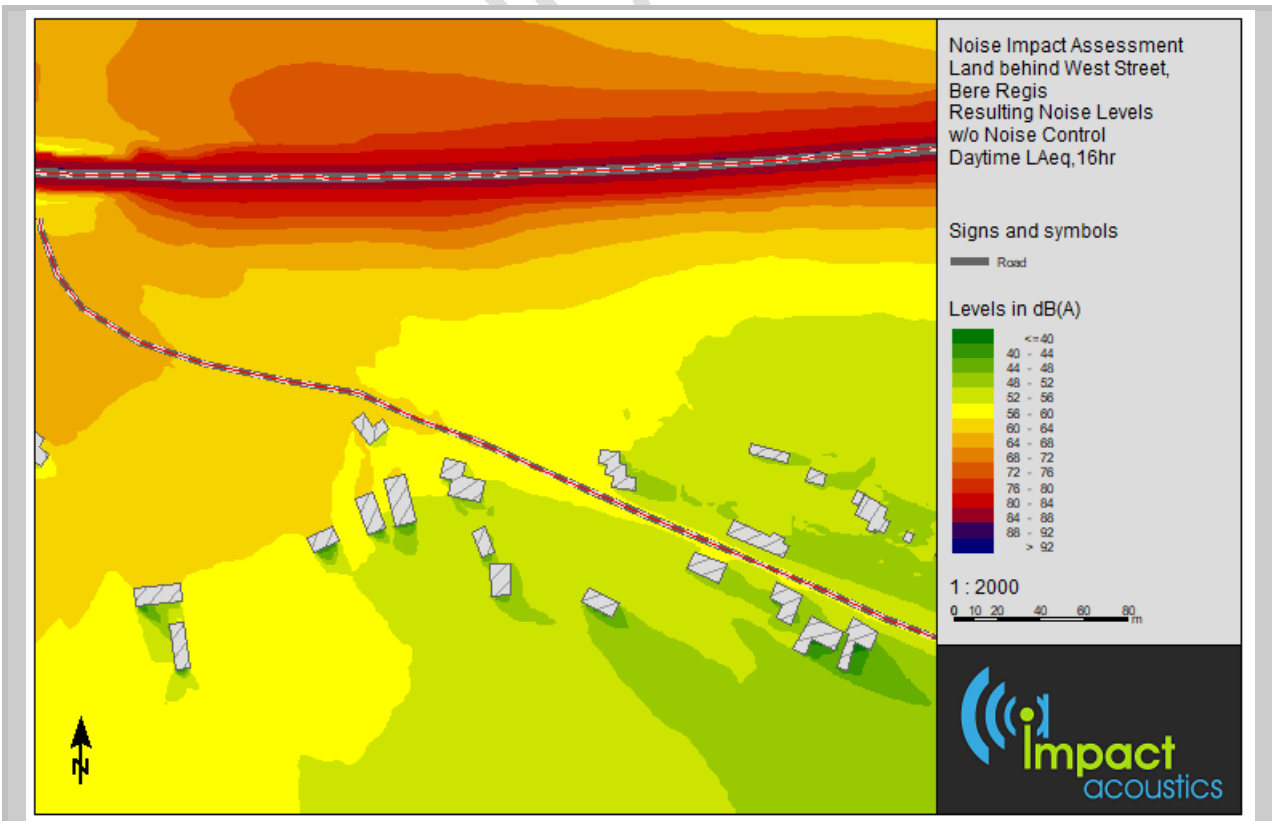 Noise Impact Assessment
Land behind West Street,
Bere Regis
Resulting Noise Levels
w/o Noise Control
Daytime LAeq,16hr
Signs and symbols
Road
Levels in dB(A)
<=40
40 - 44
44 - 48
48 - 52
52 - 56
56 - 60
60 - 64
64 - 68
68 - 72
72 - 76
76 - 80
80 - 84
84 - 88
88 - 92
> 92
1 : 2000
0 10 20 40 60 80
m
N
impact
acoustics